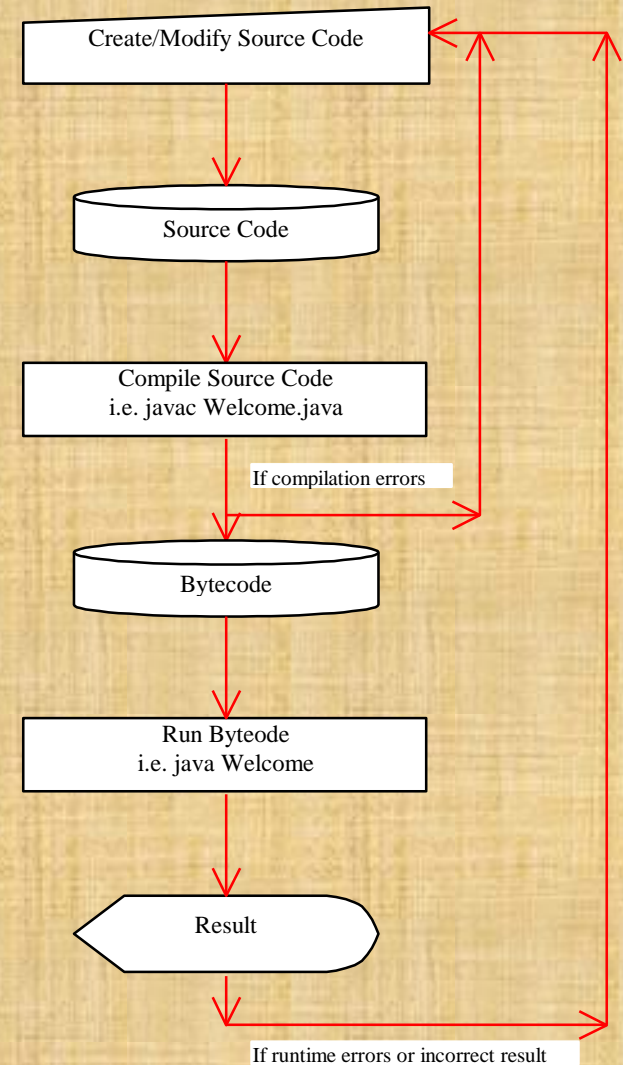 Create/Modify Source Code
Source Code
Compile Source Code
i.e. javac Welcome.java
If compilation errors
Bytecode
Run Byteode
i.e. java Welcome
Result
If runtime errors or incorrect result